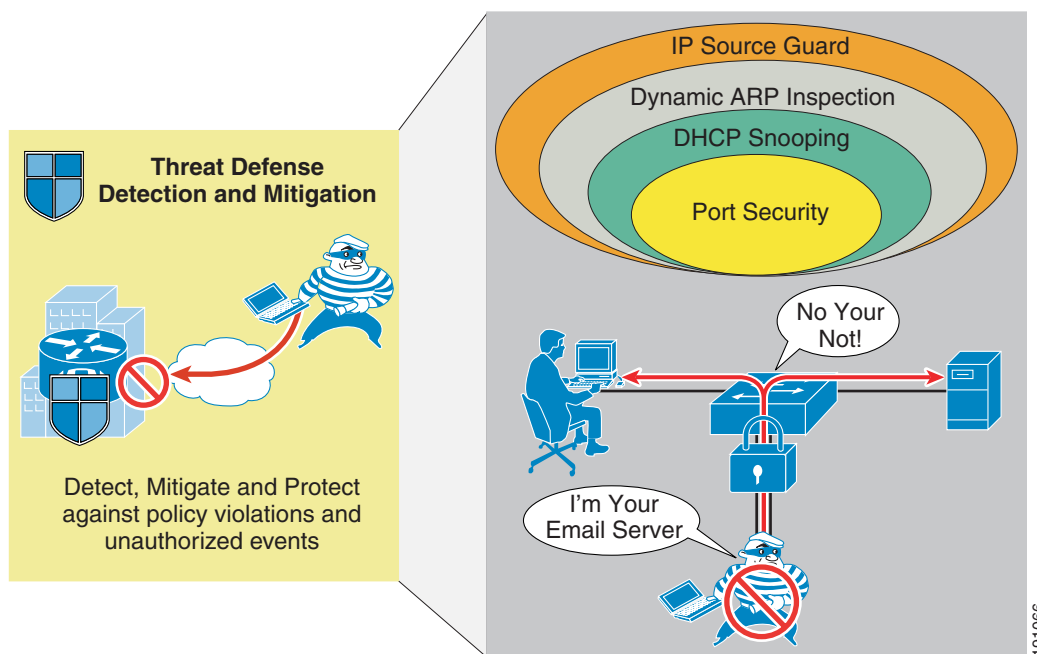 Threat Defense
Detection and Mitigation
Detect, Mitigate and Protect
against policy violations and
unauthorized events
IP Source Guard
Dynamic ARP Inspection
DHCP Snooping
Port Security
No Your
Not!
I'm Your
Email Server